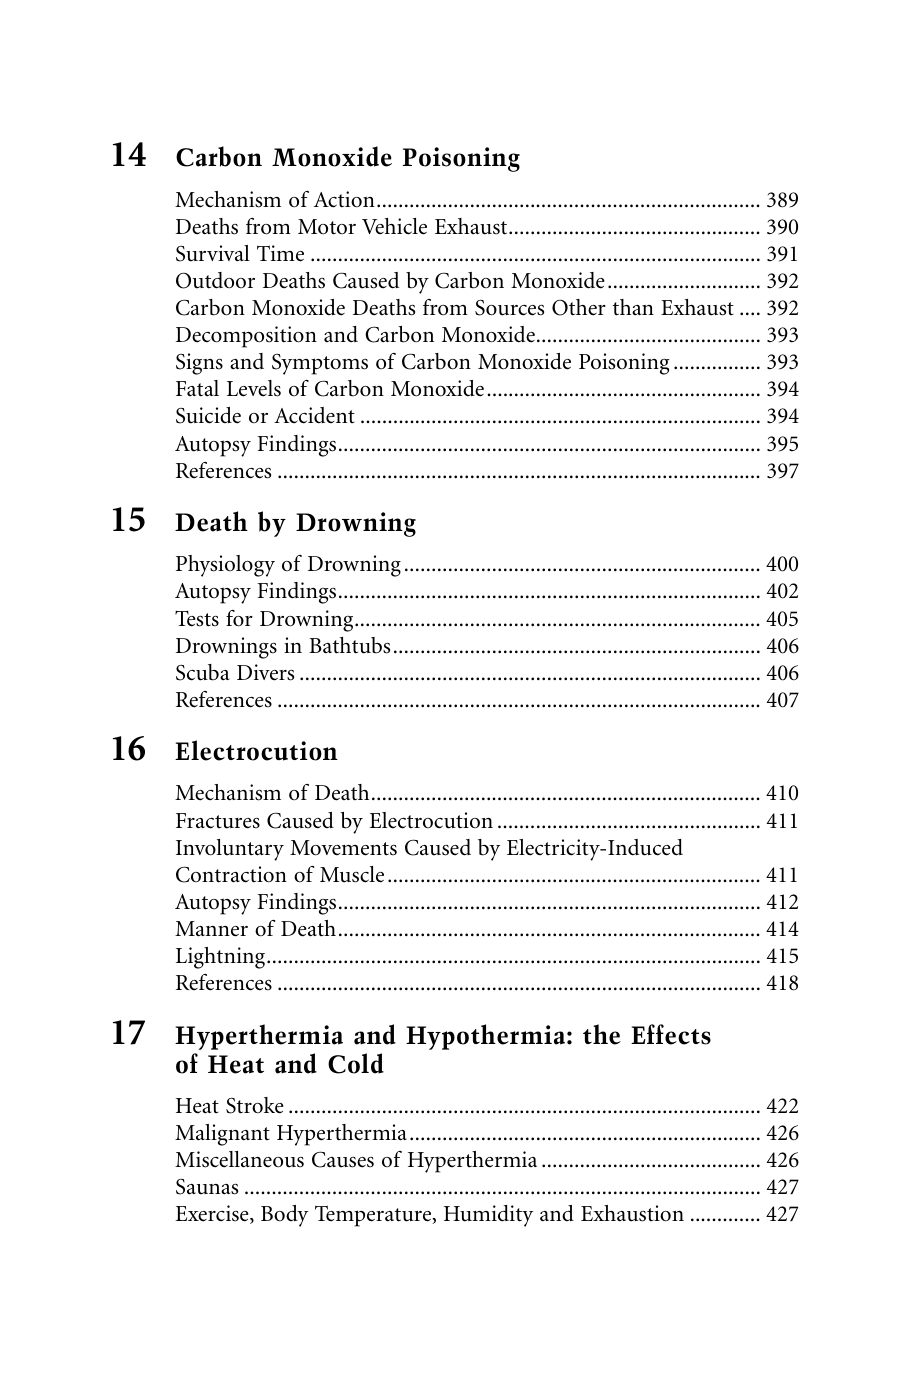 14 Carbon Monoxide Poisoning
Mechanism of Action...................................................................... 389
Deaths from Motor Vehicle Exhaust.............................................. 390
Survival Time .................................................................................. 391
Outdoor Deaths Caused by Carbon Monoxide............................ 392
Carbon Monoxide Deaths from Sources Other than Exhaust .... 392
Decomposition and Carbon Monoxide......................................... 393
Signs and Symptoms of Carbon Monoxide Poisoning ................ 393
Fatal Levels of Carbon Monoxide.................................................. 394
Suicide or Accident ......................................................................... 394
Autopsy Findings............................................................................. 395
References ........................................................................................ 397
15 Death by Drowning
Physiology of Drowning ................................................................. 400
Autopsy Findings............................................................................. 402
Tests for Drowning.......................................................................... 405
Drownings in Bathtubs................................................................... 406
Scuba Divers .................................................................................... 406
References ........................................................................................ 407
16 Electrocution
Mechanism of Death....................................................................... 410
Fractures Caused by Electrocution ................................................ 411
Involuntary Movements Caused by Electricity-Induced
Contraction of Muscle .................................................................... 411
Autopsy Findings............................................................................. 412
Manner of Death............................................................................. 414
Lightning.......................................................................................... 415
References ........................................................................................ 418
17 Hyperthermia and Hypothermia: the Effects
of Heat and Cold
Heat Stroke ...................................................................................... 422
Malignant Hyperthermia................................................................ 426
Miscellaneous Causes of Hyperthermia ........................................ 426
Saunas .............................................................................................. 427
Exercise, Body Temperature, Humidity and Exhaustion ............. 427